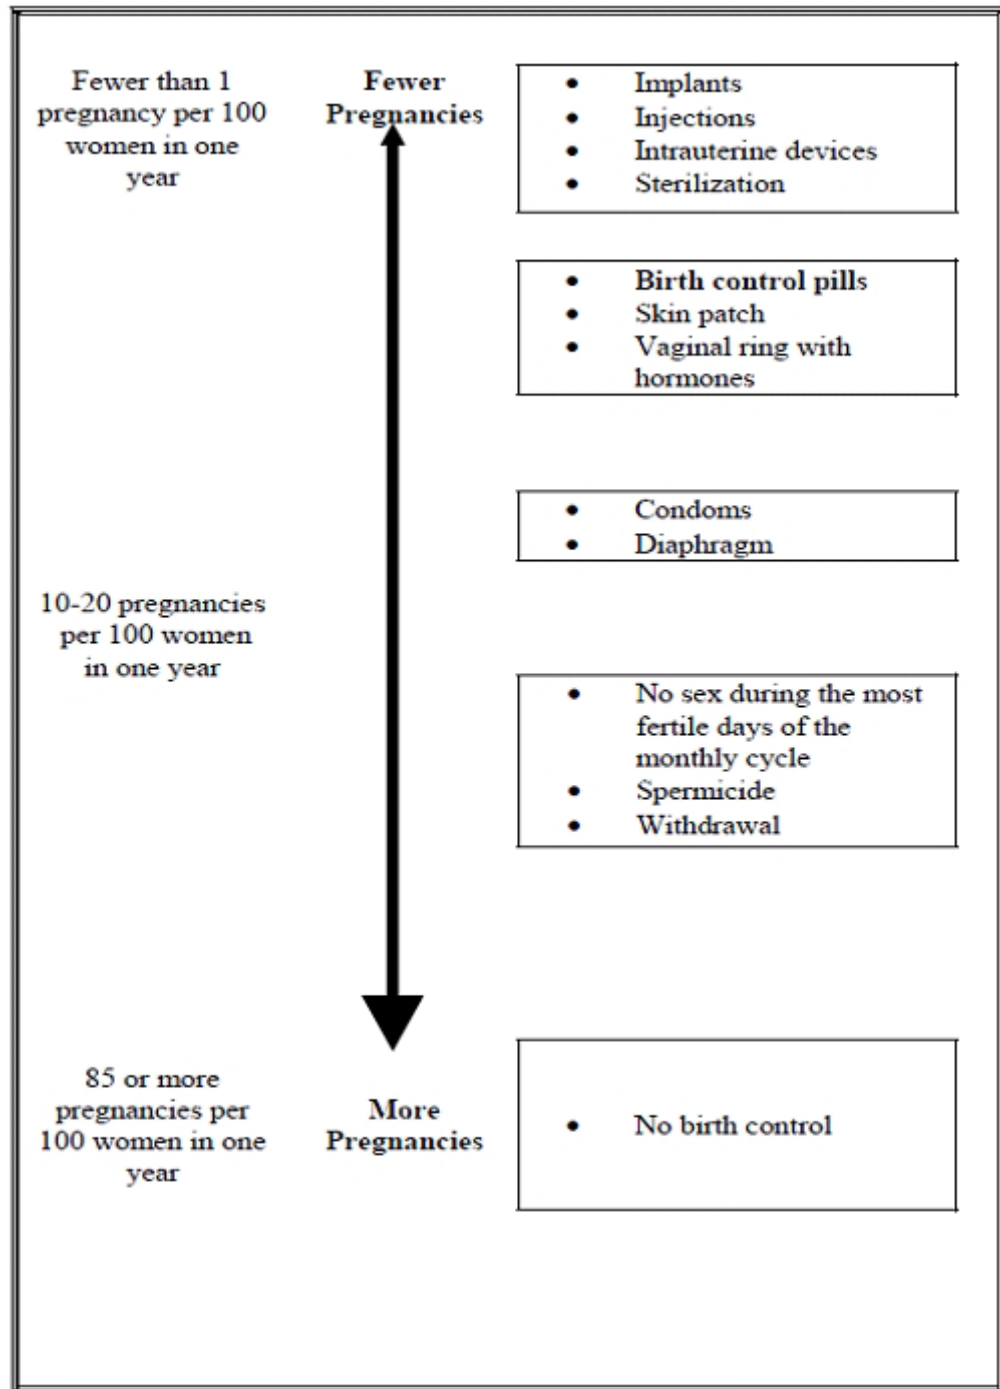 Fewer than 1
pregnancy per 100
women in one
year
Fewer
Pregnancies
• Implants
• Injections
• Intrauterine devices
• Sterilization
• Birth control pills
• Skin patch
• Vaginal ring with
hormones
• Condoms
• Diaphragm
10-20 pregnancies
per 100 women
in one year
• No sex during the most
fertile days of the
monthly cycle
• Spermicide
• Withdrawal
85 or more
pregnancies per
100 women in one
year
More
Pregnancies
• No birth control